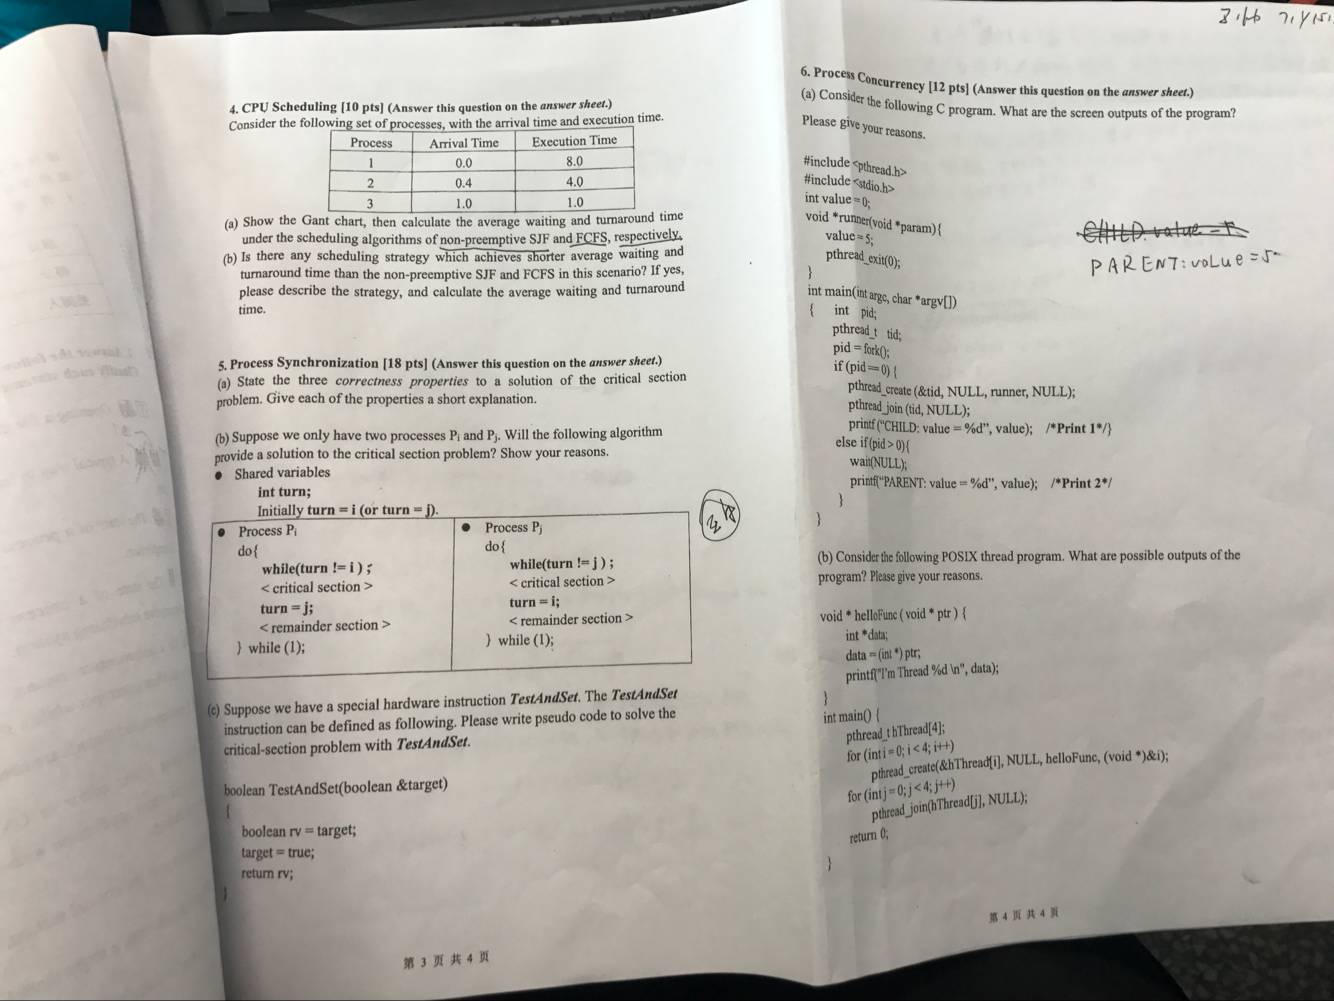 4. CPU Scheduling [10 pts] (Answer this question on the answer sheet.)
Consider the following set of processes, with the arrival time and execution time.
Process Arrival Time Execution Time
1 0.0 8.0
2 0.4 4.0
3 1.0 1.0
(a) Show the Gant chart, then calculate the average waiting and turnaround time
under the scheduling algorithms of non-preemptive SJF and FCFS, respectively.
(b) Is there any scheduling strategy which achieves shorter average waiting and
turnaround time than the non-preemptive SJF and FCFS in this scenario? If yes,
please describe the strategy, and calculate the average waiting and turnaround
time.
5. Process Synchronization [18 pts] (Answer this question on the answer sheet.)
(a) State the three correctness properties to a solution of the critical section
problem. Give each of the properties a short explanation.
(b) Suppose we only have two processes Pi and Pj. Will the following algorithm
provide a solution to the critical section problem? Show your reasons.
● Shared variables
int turn;
Initially turn = i (or turn = j).
● Process Pi
do{
while(turn != i ) ;
< critical section >
turn = j;
< remainder section >
} while (1);
● Process Pj
do{
while(turn != j ) ;
< critical section >
turn = i;
< remainder section >
} while (1);
(c) Suppose we have a special hardware instruction TestAndSet. The TestAndSet
instruction can be defined as following. Please write pseudo code to solve the
critical-section problem with TestAndSet.
boolean TestAndSet(boolean &target)
{
boolean rv = target;
target = true;
return rv;
}
第 3 页 共 4 页
6. Process Concurrency [12 pts] (Answer this question on the answer sheet.)
(a) Consider the following C program. What are the screen outputs of the program?
Please give your reasons.
#include <pthread.h>
#include <stdio.h>
int value = 0;
void *runner(void *param){
value = 5;
pthread_exit(0);
}
CHILD: value = 5
PARENT: value = 5
int main(int argc, char *argv[])
{ int pid;
pthread_t tid;
pid = fork();
if (pid == 0) {
pthread_create (&tid, NULL, runner, NULL);
pthread_join (tid, NULL);
printf ("CHILD: value = %d", value); /*Print 1*/}
else if (pid > 0){
wait(NULL);
printf("PARENT: value = %d", value); /*Print 2*/
}
}
(b) Consider the following POSIX thread program. What are possible outputs of the
program? Please give your reasons.
void * helloFunc ( void * ptr ) {
int *data;
data = (int *) ptr;
printf("I'm Thread %d \n", data);
}
int main() {
pthread_t hThread[4];
for (int i = 0; i < 4; i++)
pthread_create(&hThread[i], NULL, helloFunc, (void *)&i);
for (int j = 0; j < 4; j++)
pthread_join(hThread[j], NULL);
return 0;
}
第 4 页 共 4 页